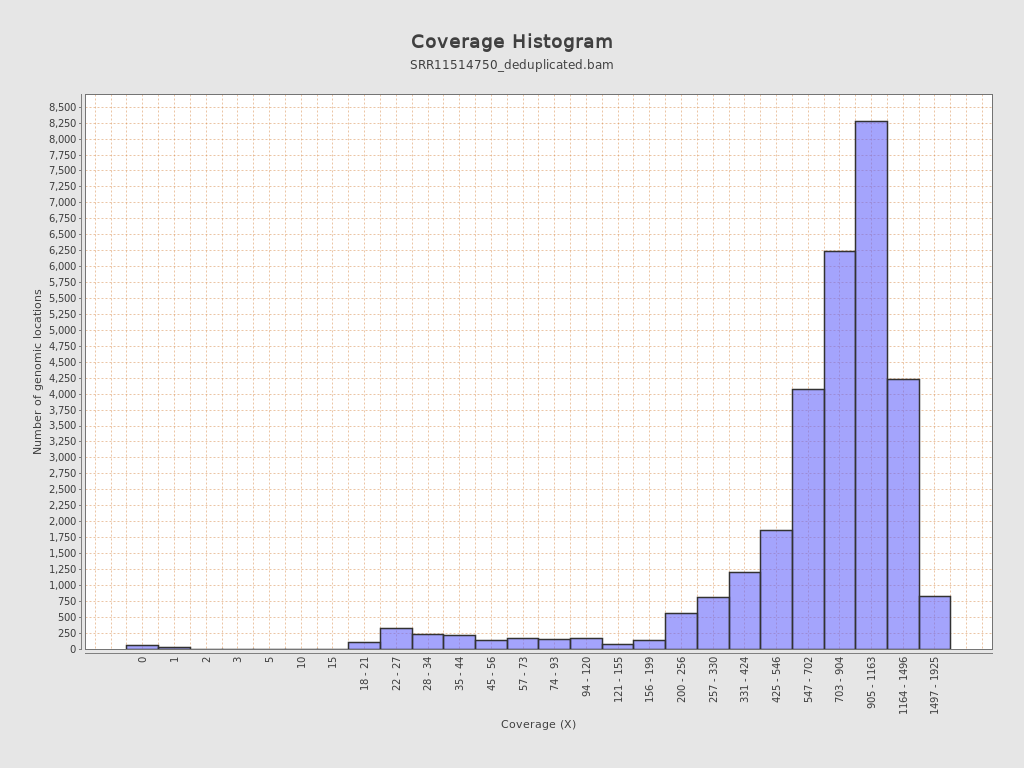 Coverage Histogram
SRR11514750_deduplicated.bam
Number of genomic locations
8,500
8,250
8,000
7,750
7,500
7,250
7,000
6,750
6,500
6,250
6,000
5,750
5,500
5,250
5,000
4,750
4,500
4,250
4,000
3,750
3,500
3,250
3,000
2,750
2,500
2,250
2,000
1,750
1,500
1,250
1,000
750
500
250
0
0
1
2
3
5
10
15
18 - 21
22 - 27
28 - 34
35 - 44
45 - 56
57 - 73
74 - 93
94 - 120
121 - 155
156 - 199
200 - 256
257 - 330
331 - 424
425 - 546
547 - 702
703 - 904
905 - 1163
1164 - 1496
1497 - 1925
Coverage (X)